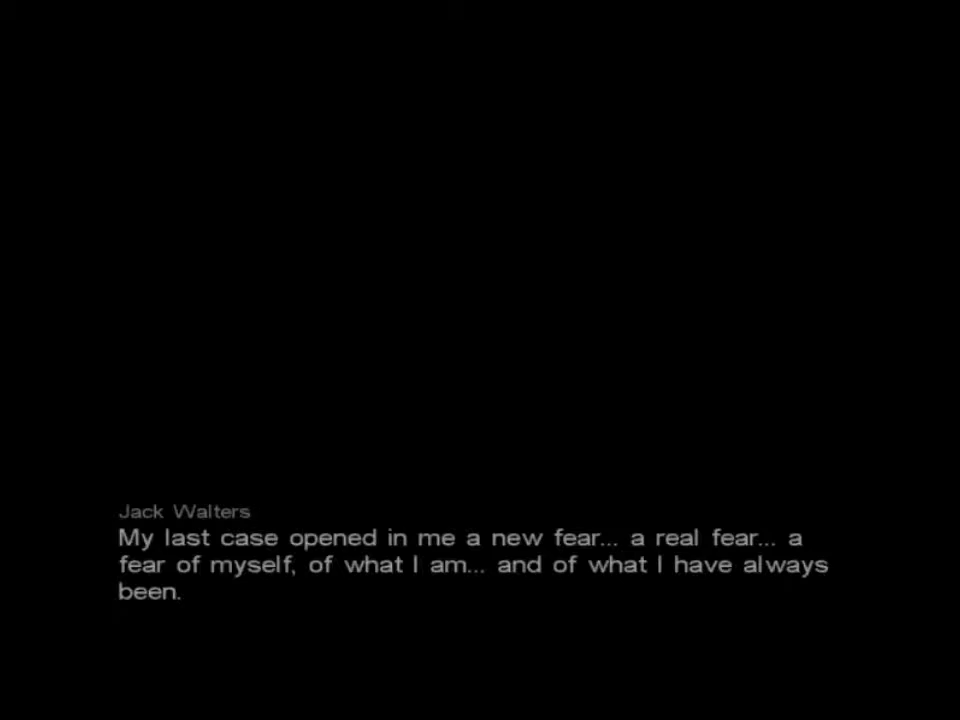 Jack Walters
My last case opened in me a new fear... a real fear... a
fear of myself, of what I am... and of what I have always
been.